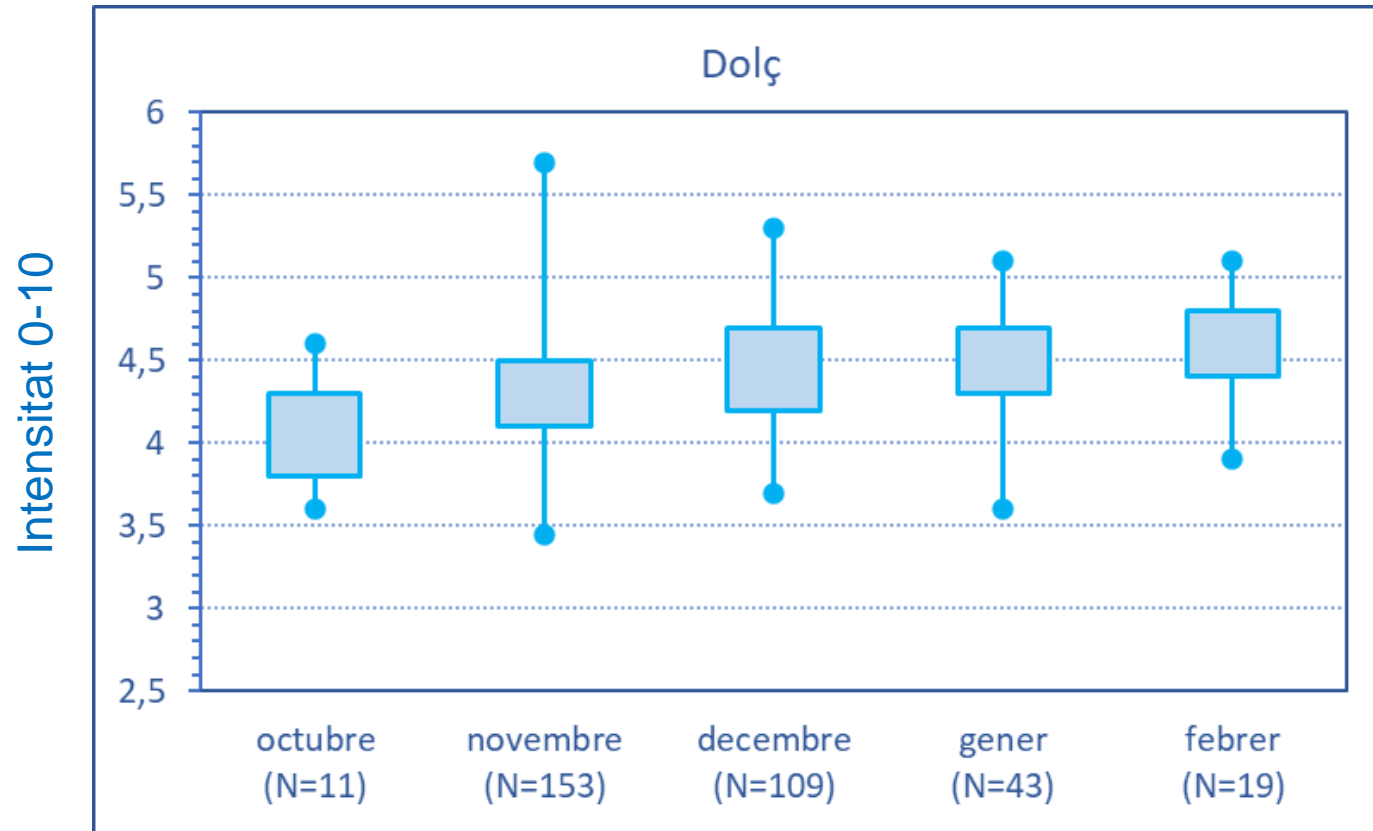 Dolç
Intensitat 0-10
6
5,5
5
4,5
4
3,5
3
2,5
octubre novembre decembre gener febrer
(N=11) (N=153) (N=109) (N=43) (N=19)